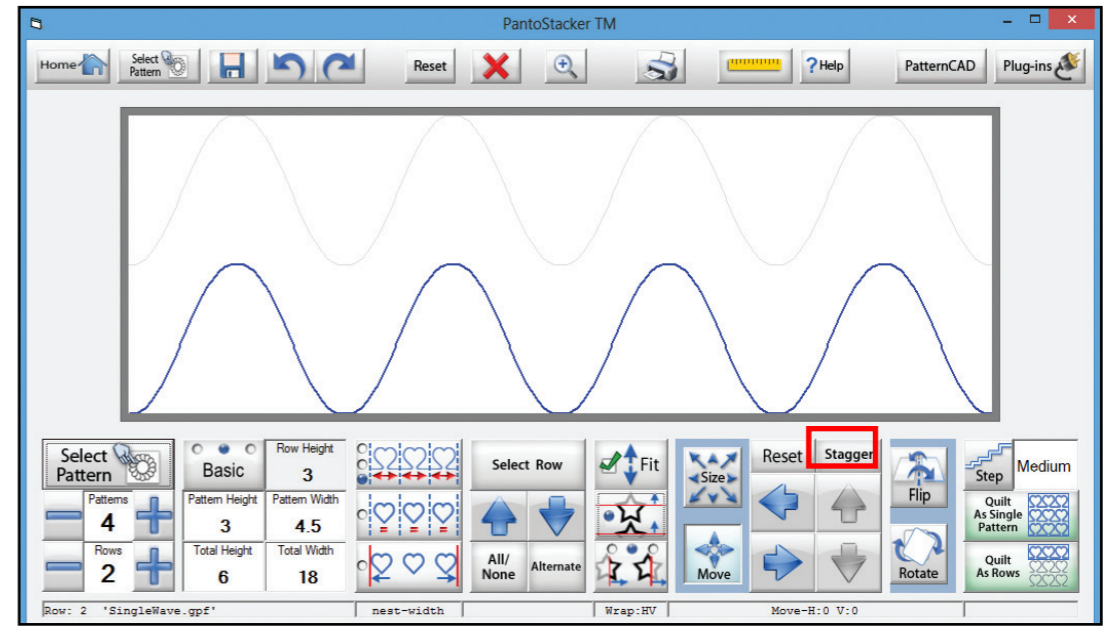 PantoStacker TM
Home
Select
Pattern
Reset
?Help
PatternCAD
Plug-ins
Select
Pattern
Basic
Row Height
3
Patterns
4
Pattern Height
3
Pattern Width
4.5
Rows
2
Total Height
6
Total Width
18
= = =
Select Row
All/
None
Alternate
Fit
Size
Move
Reset
Stagger
Flip
Rotate
Step
Medium
Quilt
As Single
Pattern
Quilt
As Rows
Row: 2 'SingleWave.gpf'
nest-width
Wrap:HV
Move-H:0 V:0